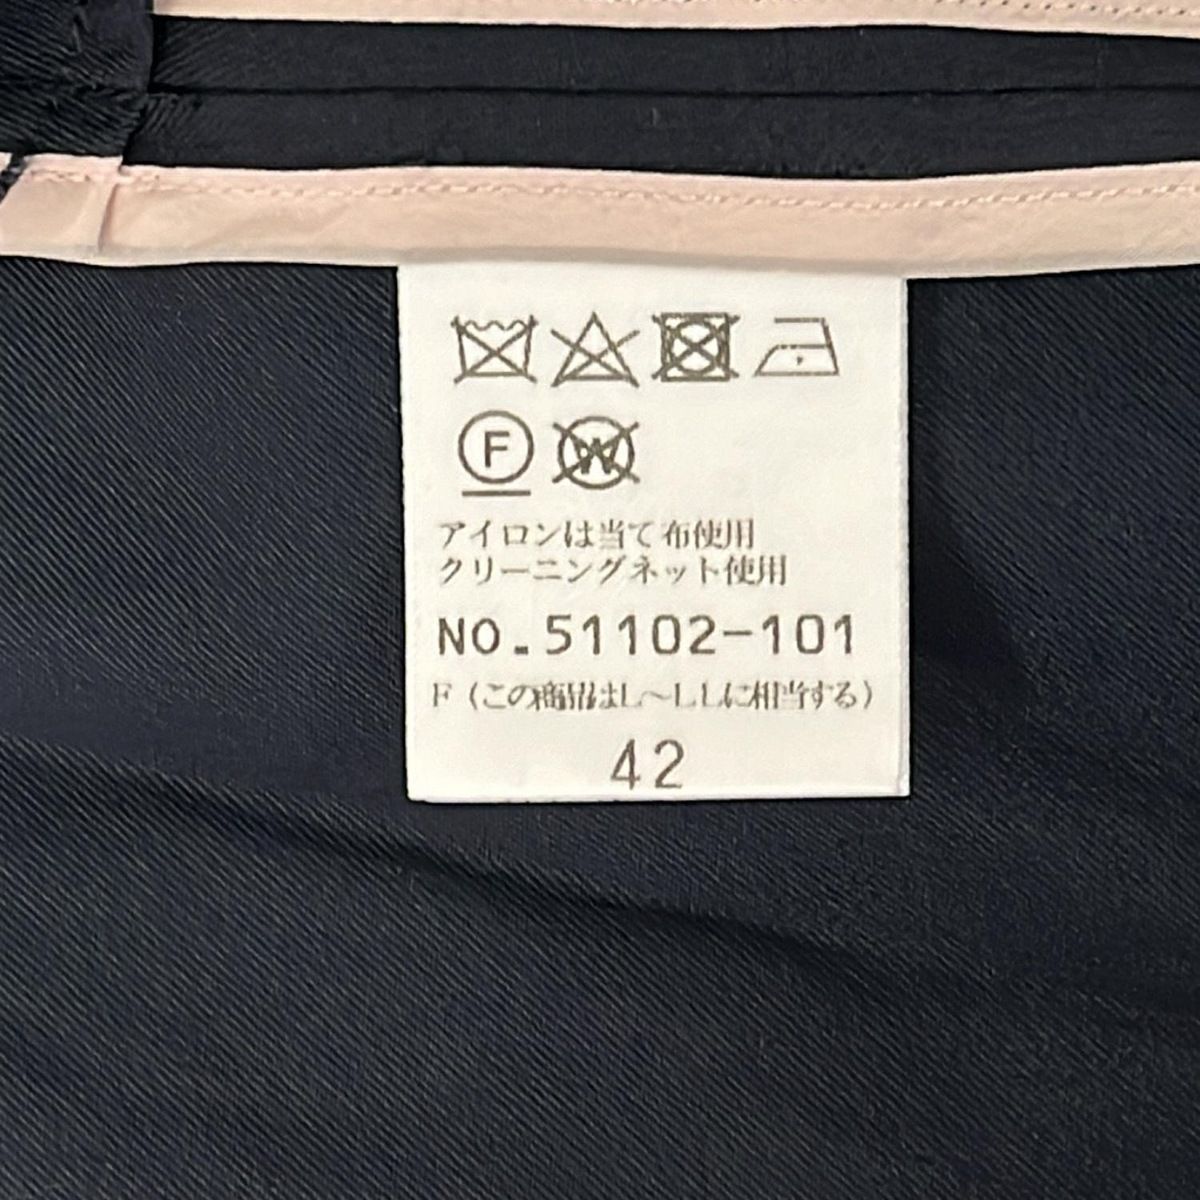 F W
アイロンは当て布使用
クリーニングネット使用
NO.51102-101
F（この商品はL〜LLに相当する）
42